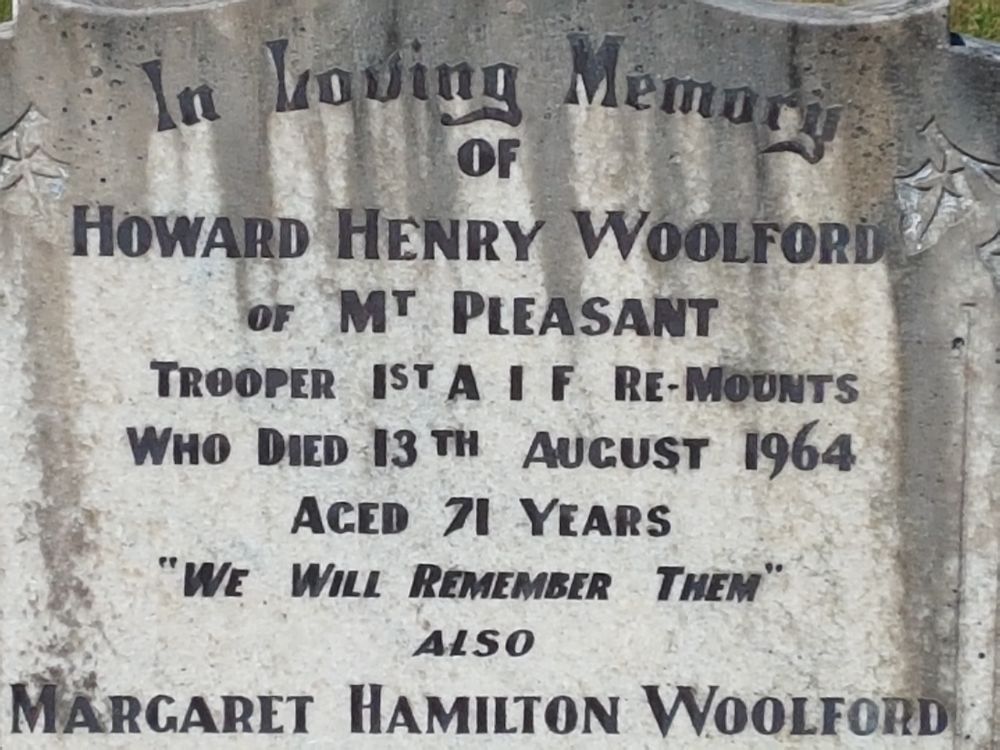 In Loving Memory
OF
HOWARD HENRY WOOLFORD
OF MT PLEASANT
TROOPER 1ST A I F RE-MOUNTS
WHO DIED 13TH AUGUST 1964
AGED 71 YEARS
"WE WILL REMEMBER THEM"
ALSO
MARGARET HAMILTON WOOLFORD